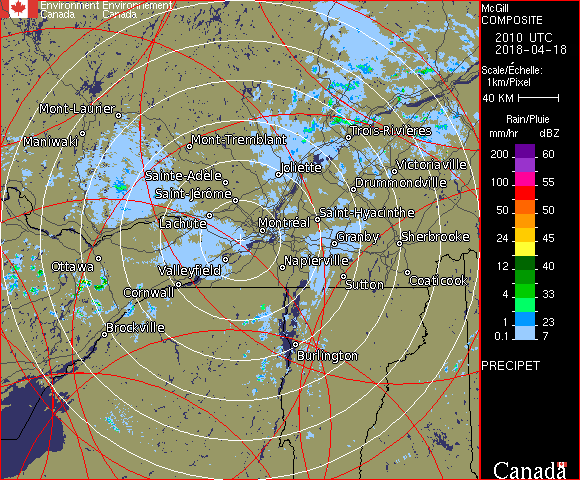 Environment Environnement
Canada Canada
McGill
COMPOSITE
2010 UTC
2018-04-18
Scale/Échelle:
1km/Pixel
40 KM
Rain/Pluie
mm/hr dBZ
200 60
150 55
100 55
50 50
24 45
12 40
4 33
1 23
0.1 7
PRECIPET
Canada
Mont-Laurier
Maniwaki
Mont-Tremblant
Trois-Rivières
Joliette
Victoriaville
Sainte-Adèle
Drummondville
Saint-Jérôme
Lachute
Saint-Hyacinthe
Montréal
Granby
Sherbrooke
Ottawa
Valleyfield
Napierville
Cornwall
Sutton
Coaticook
Brockville
Burlington